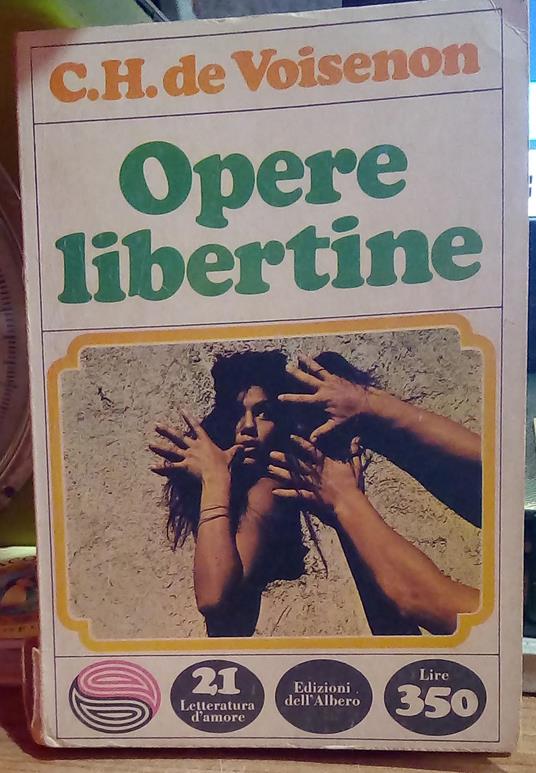 C.H. de Voisenon
Opere
libertine
21
Letteratura
d'amore
Edizioni
dell'Albero
Lire
350